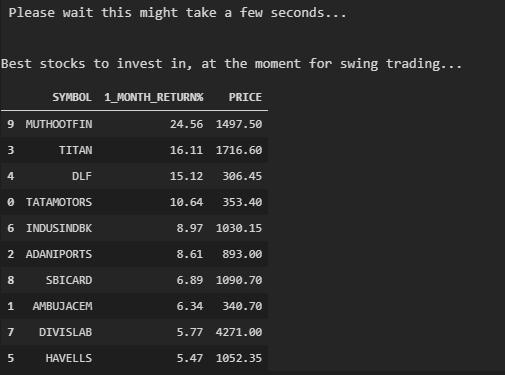 Please wait this might take a few seconds...
Best stocks to invest in, at the moment for swing trading...
SYMBOL 1_MONTH_RETURN% PRICE
9 MUTHOOTFIN 24.56 1497.50
3 TITAN 16.11 1716.60
4 DLF 15.12 306.45
0 TATAMOTORS 10.64 353.40
6 INDUSINDBK 8.97 1030.15
2 ADANIPORTS 8.61 893.00
8 SBICARD 6.89 1090.70
1 AMBUJACEM 6.34 340.70
7 DIVISLAB 5.77 4271.00
5 HAVELLS 5.47 1052.35